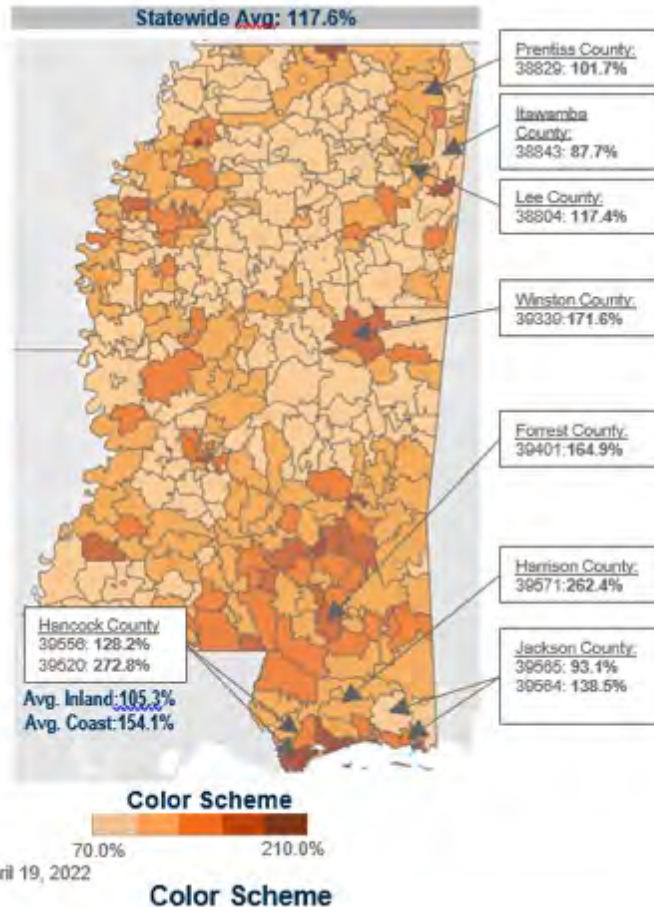 Statewide Avg: 117.6%
Prentiss County:
38829: 101.7%
Itawamba
County:
38843: 87.7%
Lee County:
38804: 117.4%
Winston County:
39339: 171.6%
Forrest County:
39401:164.9%
Harrison County:
39571:262.4%
Hancock County
39556: 128.2%
39520: 272.8%
Jackson County:
39565: 93.1%
39564: 138.5%
Avg. Inland:105.3%
Avg. Coast:154.1%
Color Scheme
70.0% 210.0%
ril 19, 2022
Color Scheme